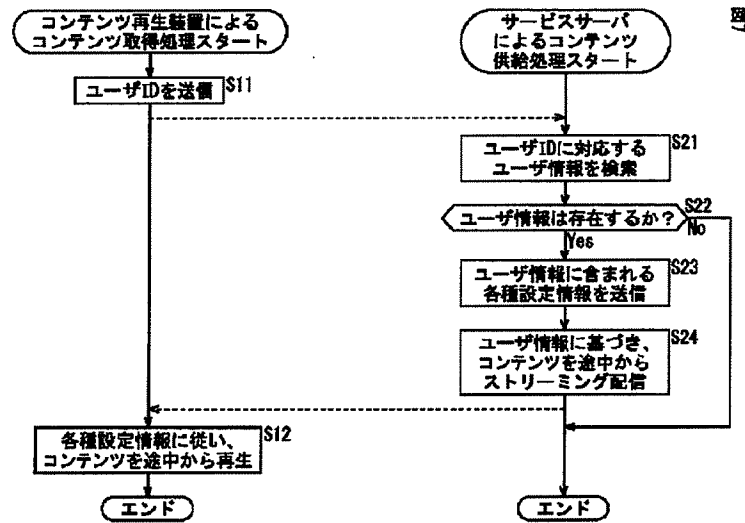 図7
コンテンツ再生装置による
コンテンツ取得処理スタート
ユーザIDを送信
S11
各種設定情報に従い、
コンテンツを途中から再生
S12
エンド
サービスサーバ
によるコンテンツ
供給処理スタート
ユーザIDに対応する
ユーザ情報を検索
S21
ユーザ情報は存在するか？
S22
No
Yes
ユーザ情報に含まれる
各種設定情報を送信
S23
ユーザ情報に基づき、
コンテンツを途中から
ストリーミング配信
S24
エンド